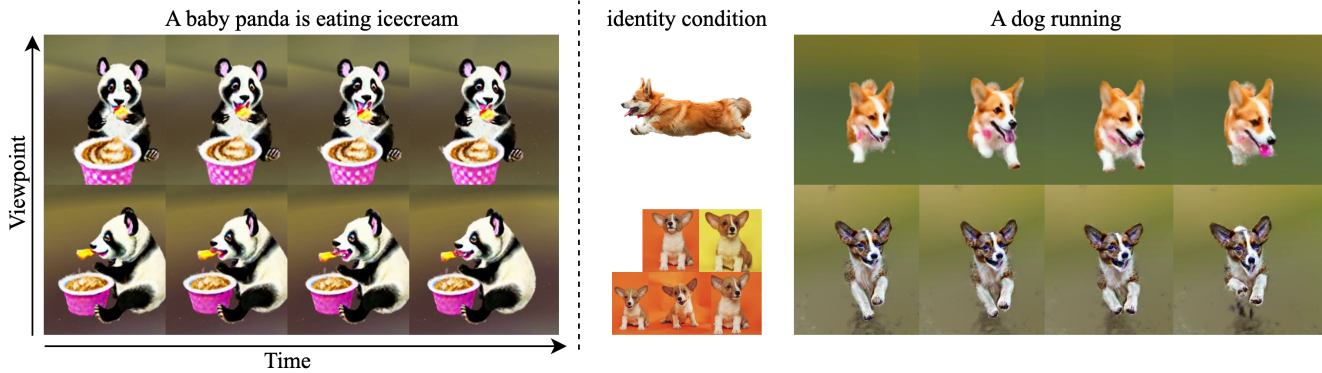 A baby panda is eating icecream
identity condition
A dog running
Viewpoint
Time